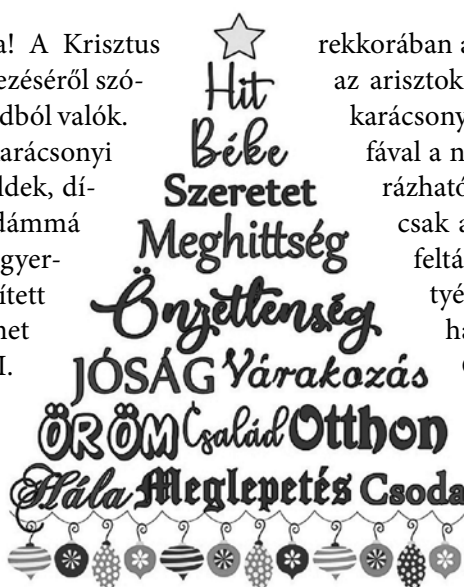 a! A Krisztus
ezéséről szó-
dból valók.
arácsonyi
ldek, dí-
dámmá
gyer-
ített
net
I.
Hit
Béke
Szeretet
Meghittség
Önzetlenség
JÓSÁG Várakozás
ÖRÖM Család Otthon
Hála Meglepetés Csoda
rekkorában a
az arisztok
karácsony
fával a n
rázható
csak a
feltá
tyé
ha